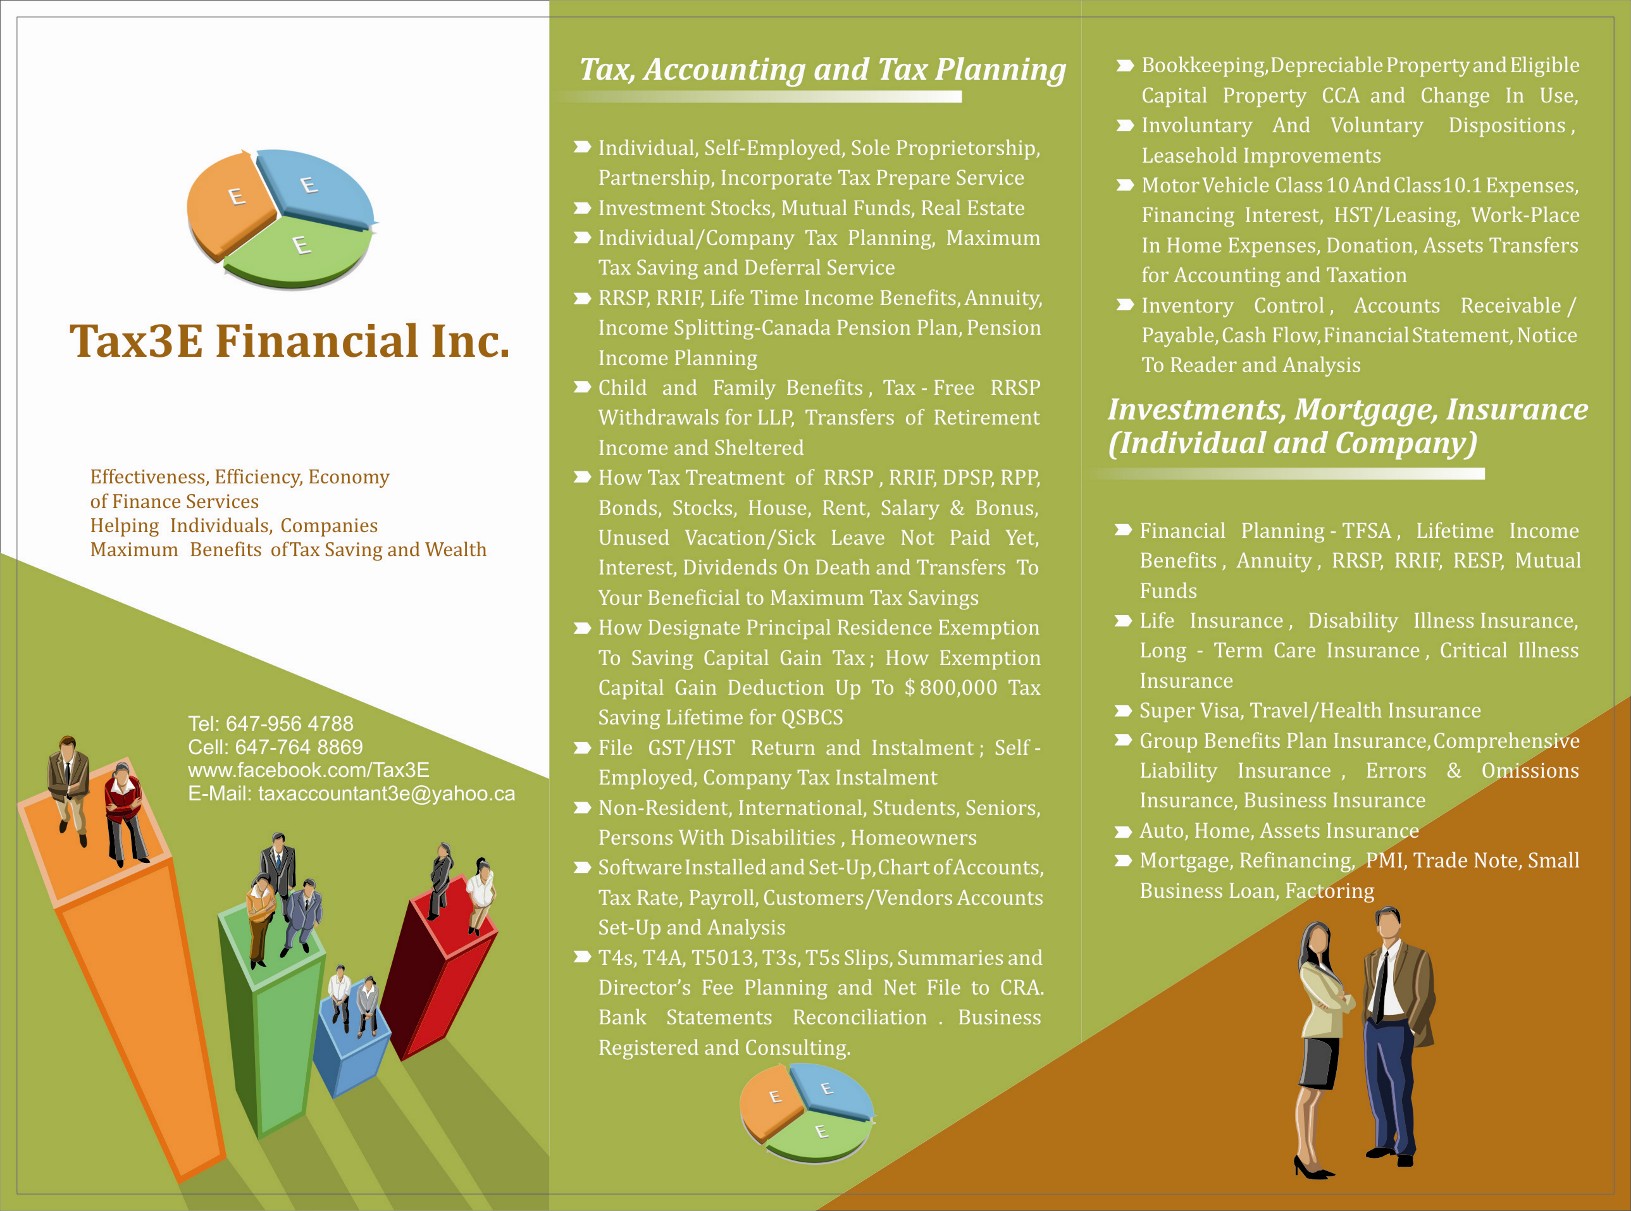 E
E
E
Tax3E Financial Inc.
Effectiveness, Efficiency, Economy
of Finance Services
Helping Individuals, Companies
Maximum Benefits ofTax Saving and Wealth
Tel: 647-956 4788
Cell: 647-764 8869
www.facebook.com/Tax3E
E-Mail: taxaccountant3e@yahoo.ca
Tax, Accounting and Tax Planning
Individual, Self-Employed, Sole Proprietorship,
Partnership, Incorporate Tax Prepare Service
Investment Stocks, Mutual Funds, Real Estate
Individual/Company Tax Planning, Maximum
Tax Saving and Deferral Service
RRSP, RRIF, Life Time Income Benefits, Annuity,
Income Splitting-Canada Pension Plan, Pension
Income Planning
Child and Family Benefits , Tax - Free RRSP
Withdrawals for LLP, Transfers of Retirement
Income and Sheltered
How Tax Treatment of RRSP , RRIF, DPSP, RPP,
Bonds, Stocks, House, Rent, Salary & Bonus,
Unused Vacation/Sick Leave Not Paid Yet,
Interest, Dividends On Death and Transfers To
Your Beneficial to Maximum Tax Savings
How Designate Principal Residence Exemption
To Saving Capital Gain Tax ; How Exemption
Capital Gain Deduction Up To $ 800,000 Tax
Saving Lifetime for QSBCS
File GST/HST Return and Instalment ; Self -
Employed, Company Tax Instalment
Non-Resident, International, Students, Seniors,
Persons With Disabilities , Homeowners
Software Installed and Set-Up, Chart of Accounts,
Tax Rate, Payroll, Customers/Vendors Accounts
Set-Up and Analysis
T4s, T4A, T5013, T3s, T5s Slips, Summaries and
Director's Fee Planning and Net File to CRA.
Bank Statements Reconciliation . Business
Registered and Consulting.
E
E
E
Bookkeeping, Depreciable Property and Eligible
Capital Property CCA and Change In Use,
Involuntary And Voluntary Dispositions ,
Leasehold Improvements
Motor Vehicle Class 10 And Class10.1 Expenses,
Financing Interest, HST/Leasing, Work-Place
In Home Expenses, Donation, Assets Transfers
for Accounting and Taxation
Inventory Control , Accounts Receivable /
Payable, Cash Flow, Financial Statement, Notice
To Reader and Analysis
Investments, Mortgage, Insurance
(Individual and Company)
Financial Planning - TFSA , Lifetime Income
Benefits , Annuity , RRSP, RRIF, RESP, Mutual
Funds
Life Insurance , Disability Illness Insurance,
Long - Term Care Insurance , Critical Illness
Insurance
Super Visa, Travel/Health Insurance
Group Benefits Plan Insurance, Comprehensive
Liability Insurance , Errors & Omissions
Insurance, Business Insurance
Auto, Home, Assets Insurance
Mortgage, Refinancing, PMI, Trade Note, Small
Business Loan, Factoring